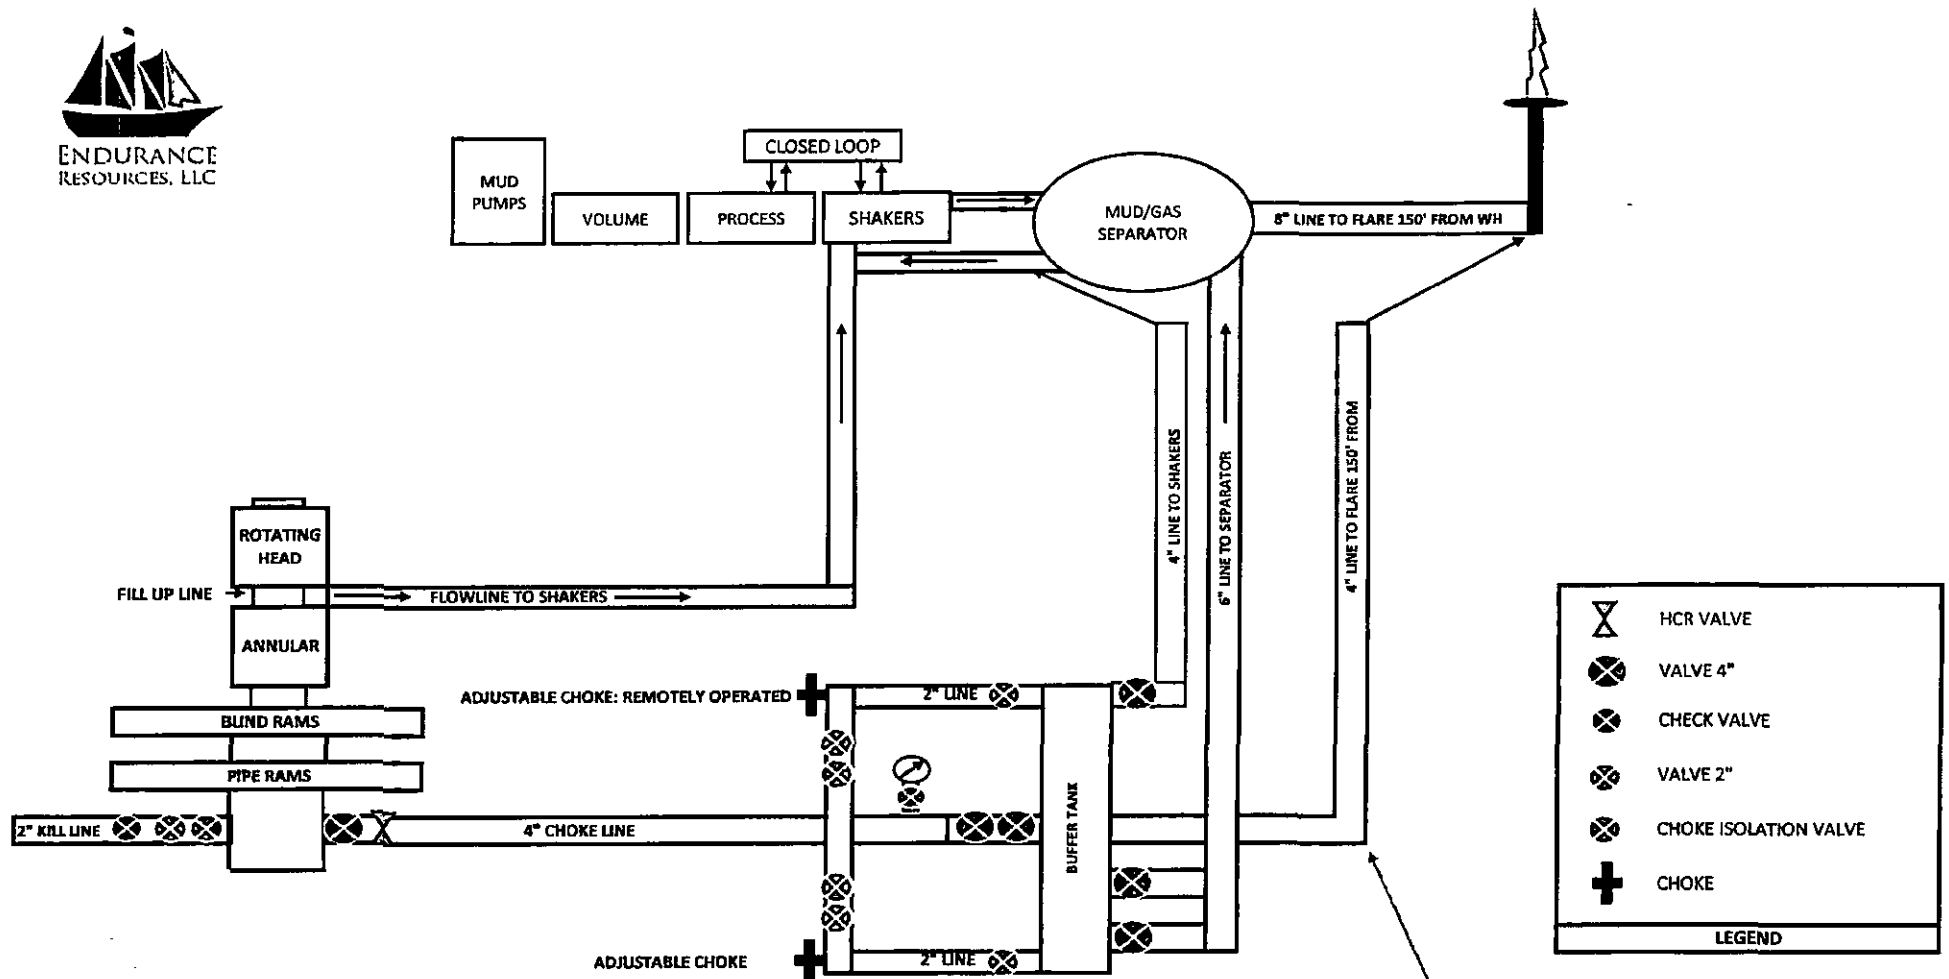 ENDURANCE
RESOURCES, LLC
CLOSED LOOP
MUD
PUMPS
VOLUME
PROCESS
SHAKERS
MUD/GAS
SEPARATOR
8" LINE TO FLARE 150' FROM WH
4" LINE TO SHAKERS
6" LINE TO SEPARATOR
4" LINE TO FLARE 150' FROM
ROTATING
HEAD
FILL UP LINE
FLOWLINE TO SHAKERS
ANNULAR
BLIND RAMS
PIPE RAMS
2" KILL LINE
4" CHOKE LINE
ADJUSTABLE CHOKE: REMOTELY OPERATED
2" LINE
BUFFER TANK
ADJUSTABLE CHOKE
2" LINE
HCR VALVE
VALVE 4"
CHECK VALVE
VALVE 2"
CHOKE ISOLATION VALVE
CHOKE
LEGEND